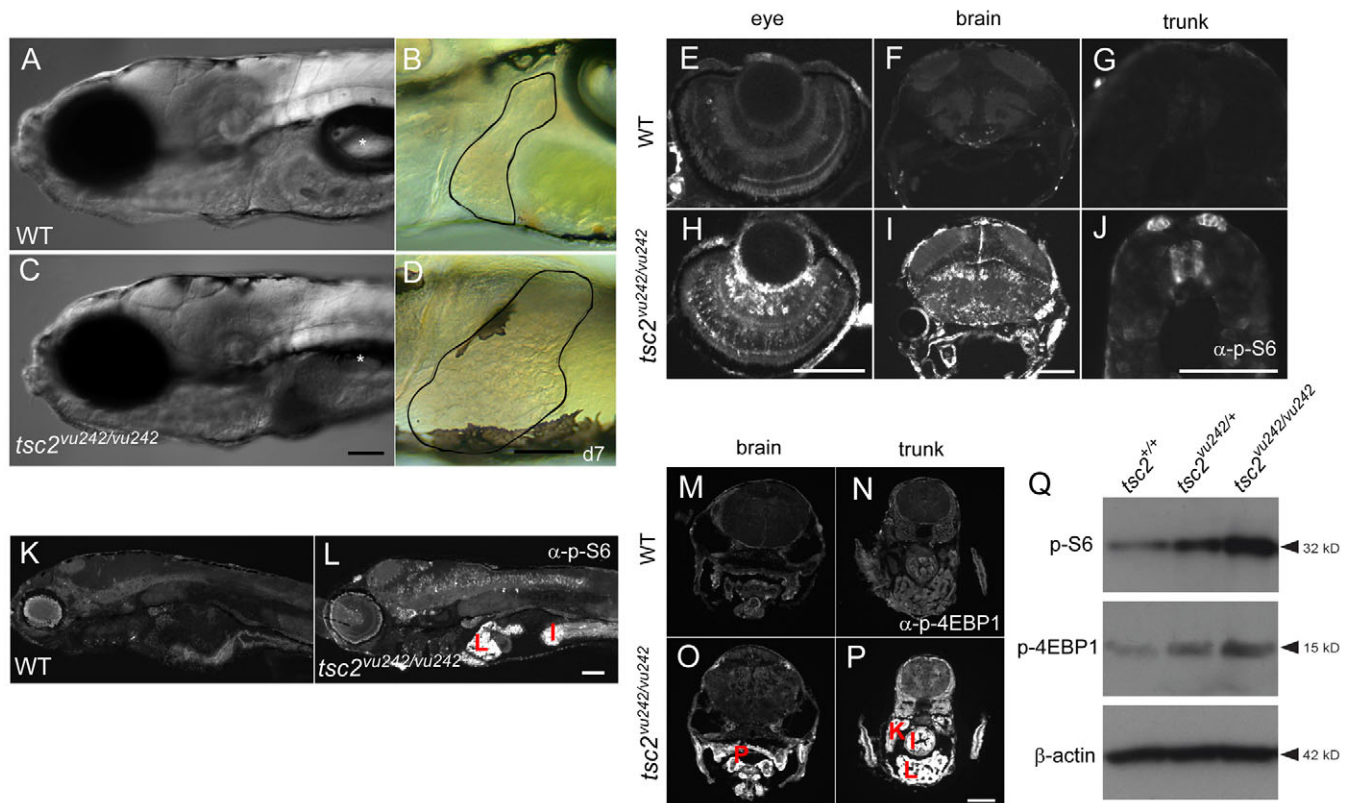 A
WT
*
B
C
tsc2vu242/vu242
*
D
d7
eye
brain
trunk
WT
E
F
G
tsc2vu242/vu242
H
I
J
α-p-S6
K
WT
L
α-p-S6
L
I
tsc2vu242/vu242
brain
trunk
WT
M
N
α-p-4EBP1
tsc2vu242/vu242
O
P
P
K
I
L
Q
tsc2+/+
tsc2vu242/+
tsc2vu242/vu242
p-S6
32 kD
p-4EBP1
15 kD
β-actin
42 kD